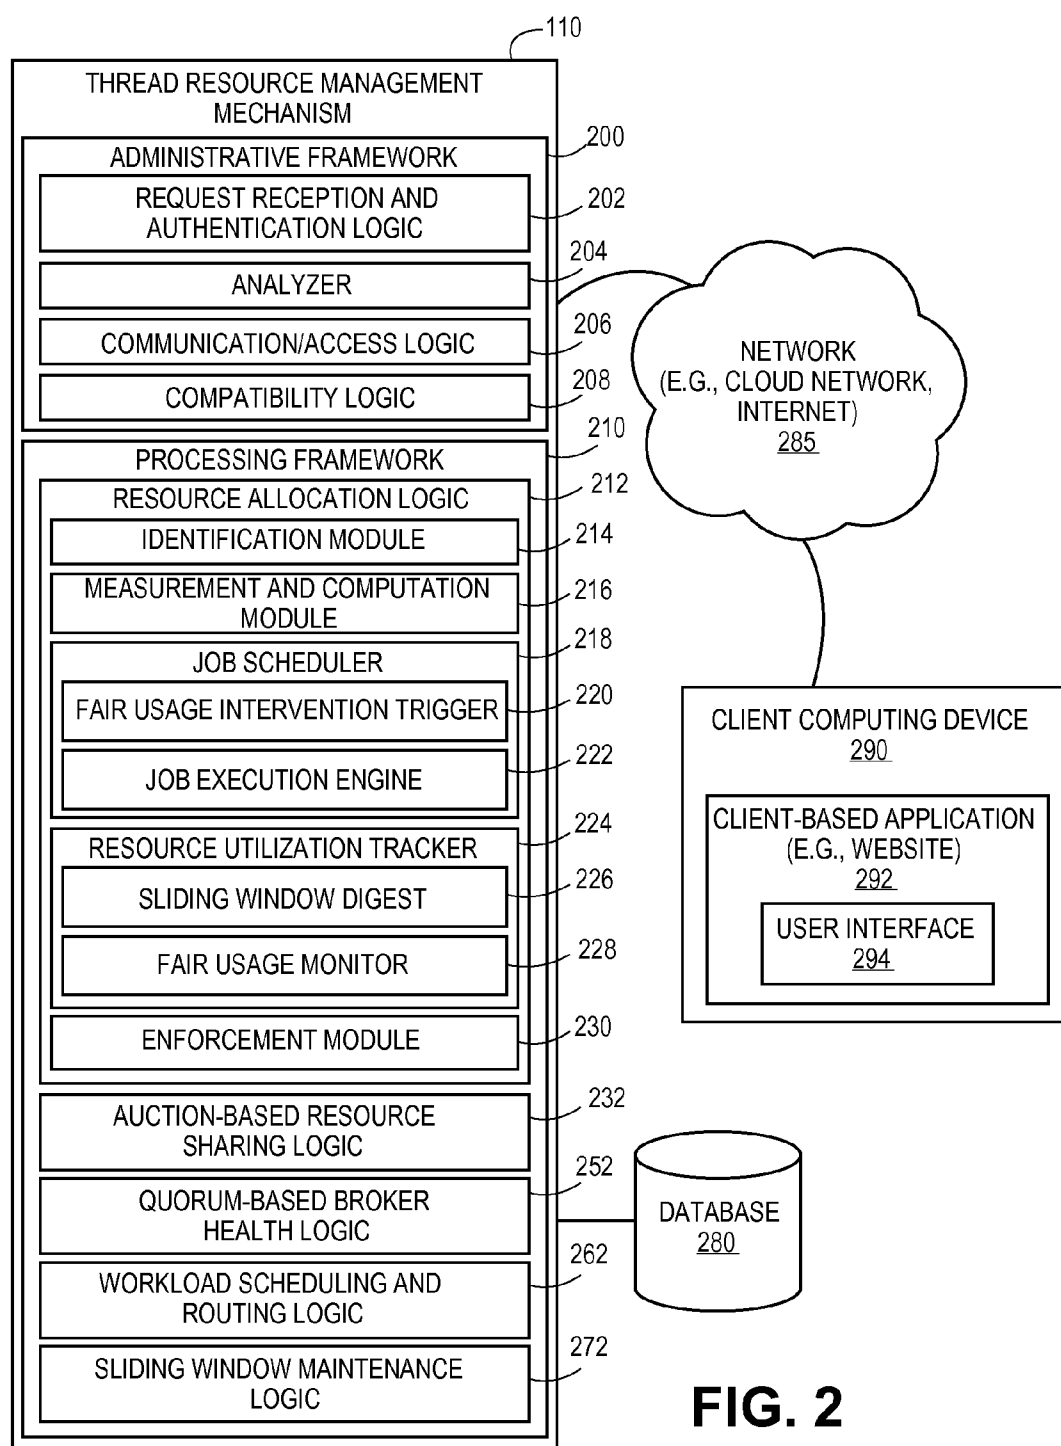 110
THREAD RESOURCE MANAGEMENT
MECHANISM
200
ADMINISTRATIVE FRAMEWORK
REQUEST RECEPTION AND
AUTHENTICATION LOGIC
202
204
ANALYZER
206
COMMUNICATION/ACCESS LOGIC
208
COMPATIBILITY LOGIC
210
PROCESSING FRAMEWORK
212
RESOURCE ALLOCATION LOGIC
IDENTIFICATION MODULE
214
MEASUREMENT AND COMPUTATION
MODULE
216
218
JOB SCHEDULER
FAIR USAGE INTERVENTION TRIGGER
220
222
JOB EXECUTION ENGINE
224
RESOURCE UTILIZATION TRACKER
226
SLIDING WINDOW DIGEST
228
FAIR USAGE MONITOR
230
ENFORCEMENT MODULE
232
AUCTION-BASED RESOURCE
SHARING LOGIC
252
QUORUM-BASED BROKER
HEALTH LOGIC
262
WORKLOAD SCHEDULING AND
ROUTING LOGIC
272
SLIDING WINDOW MAINTENANCE
LOGIC
NETWORK
(E.G., CLOUD NETWORK,
INTERNET)
285
CLIENT COMPUTING DEVICE
290
CLIENT-BASED APPLICATION
(E.G., WEBSITE)
292
USER INTERFACE
294
DATABASE
280
FIG. 2